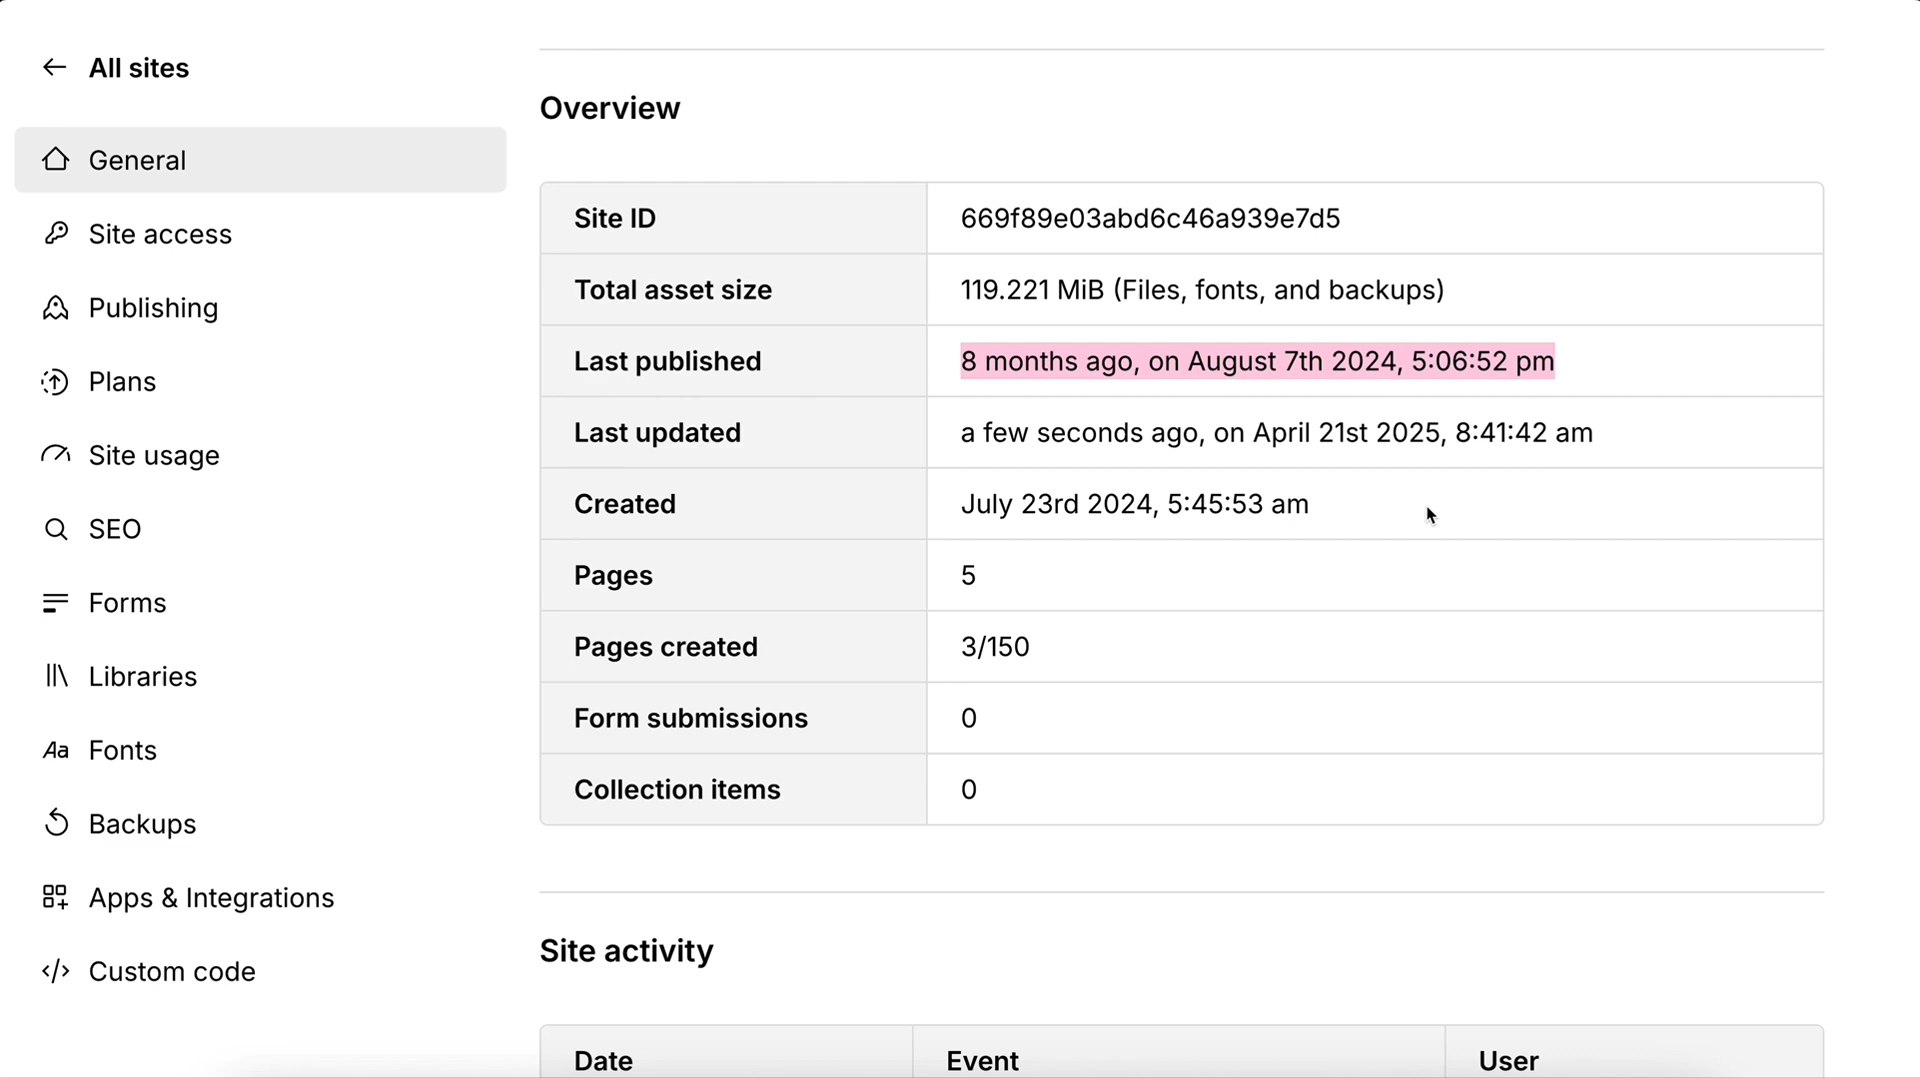 All sites
General
Site access
Publishing
Plans
Site usage
SEO
Forms
Libraries
Aa Fonts
Backups
Apps & Integrations
</> Custom code
Overview
Site ID 669f89e03abd6c46a939e7d5
Total asset size 119.221 MiB (Files, fonts, and backups)
Last published 8 months ago, on August 7th 2024, 5:06:52 pm
Last updated a few seconds ago, on April 21st 2025, 8:41:42 am
Created July 23rd 2024, 5:45:53 am
Pages 5
Pages created 3/150
Form submissions 0
Collection items 0
Site activity
Date Event User